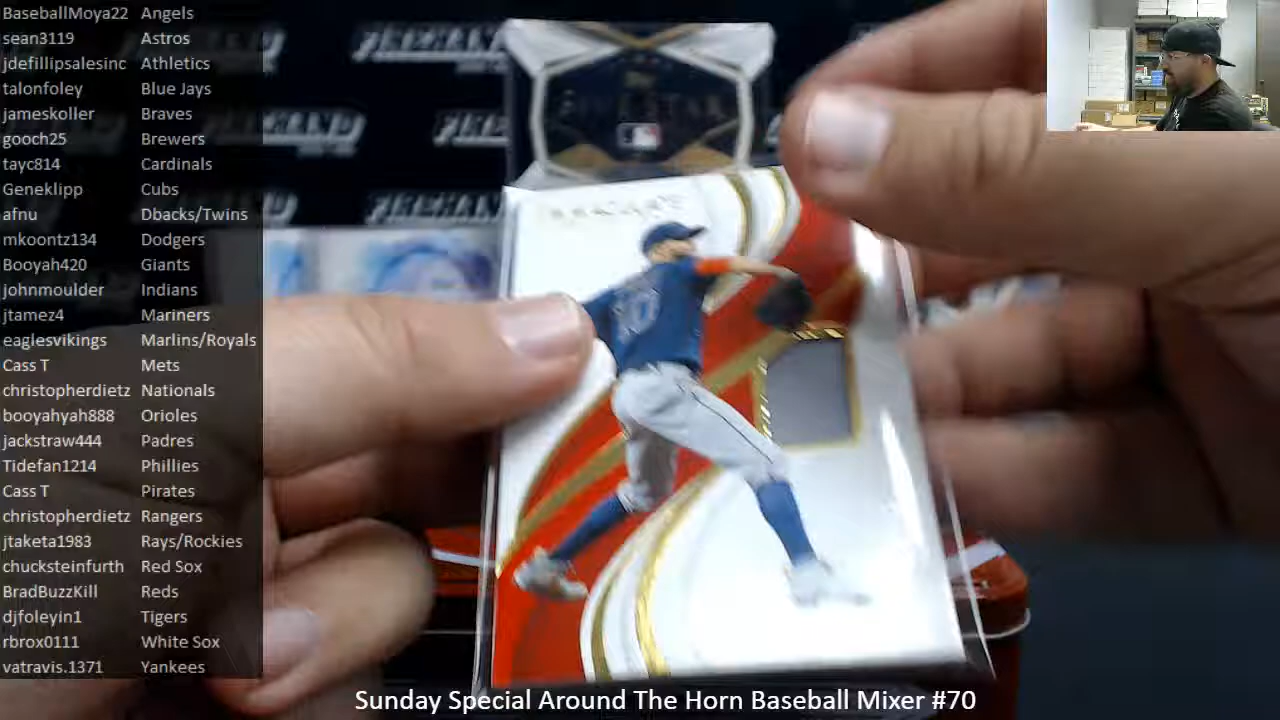 BaseballMoya22 Angels
sean3119 Astros
jdefillipsalesinc Athletics
talonfoley Blue Jays
jameskoller Braves
gooch25 Brewers
tayc814 Cardinals
Geneklipp Cubs
afnu Dbacks/Twins
mkoontz134 Dodgers
Booyah420 Giants
johnmoulder Indians
jtamez4 Mariners
eaglesvikings Marlins/Royals
Cass T Mets
christopherdietz Nationals
booyahyah888 Orioles
jackstraw444 Padres
Tidefan1214 Phillies
Cass T Pirates
christopherdietz Rangers
jtaketa1983 Rays/Rockies
chucksteinfurth Red Sox
BradBuzzKill Reds
djfoleyin1 Tigers
rbrox0111 White Sox
vatravis.1371 Yankees
FIREHAND
FIVE STAR
Sunday Special Around The Horn Baseball Mixer #70